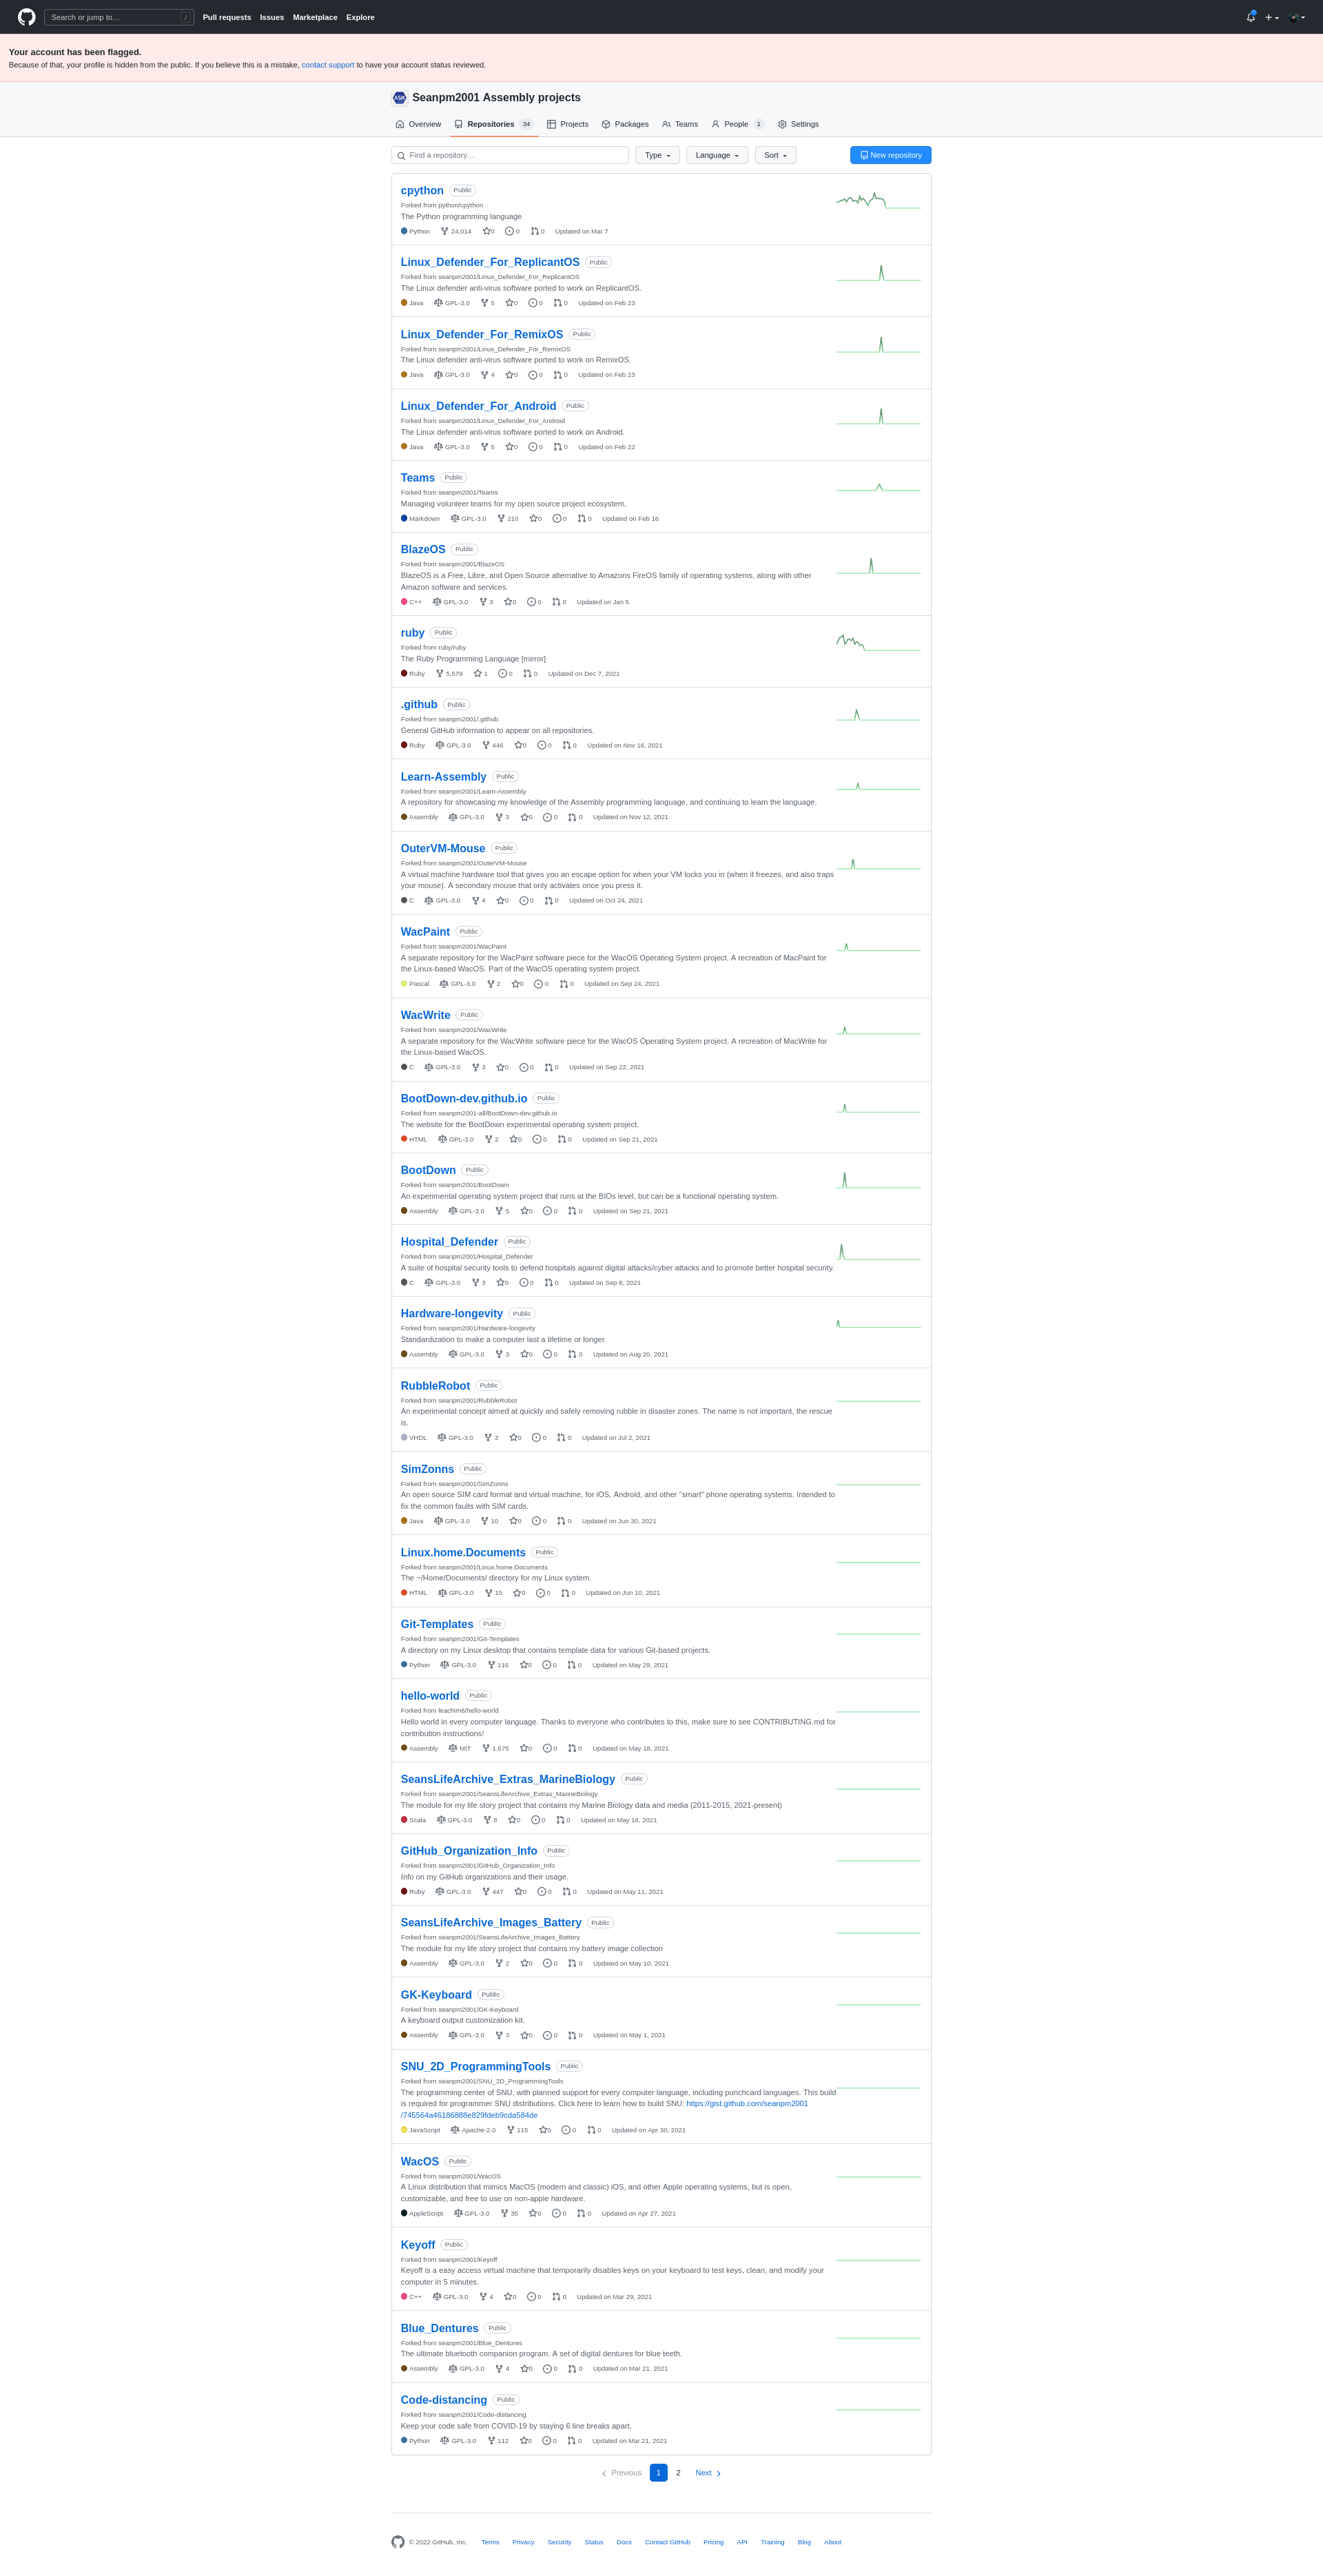 Search or jump to… /
Pull requests Issues Marketplace Explore
Your account has been flagged.
Because of that, your profile is hidden from the public. If you believe this is a mistake, contact support to have your account status reviewed.
Seanpm2001 Assembly projects
Overview Repositories 34 Projects Packages Teams People 1 Settings
Find a repository… Type Language Sort New repository
cpython Public
Forked from python/cpython
The Python programming language
Python 24,014 0 0 0 Updated on Mar 7
Linux_Defender_For_ReplicantOS Public
Forked from seanpm2001/Linux_Defender_For_ReplicantOS
The Linux defender anti-virus software ported to work on ReplicantOS.
Java GPL-3.0 5 0 0 0 Updated on Feb 23
Linux_Defender_For_RemixOS Public
Forked from seanpm2001/Linux_Defender_For_RemixOS
The Linux defender anti-virus software ported to work on RemixOS.
Java GPL-3.0 4 0 0 0 Updated on Feb 23
Linux_Defender_For_Android Public
Forked from seanpm2001/Linux_Defender_For_Android
The Linux defender anti-virus software ported to work on Android.
Java GPL-3.0 5 0 0 0 Updated on Feb 22
Teams Public
Forked from seanpm2001/Teams
Managing volunteer teams for my open source project ecosystem.
Markdown GPL-3.0 210 0 0 0 Updated on Feb 16
BlazeOS Public
Forked from seanpm2001/BlazeOS
BlazeOS is a Free, Libre, and Open Source alternative to Amazons FireOS family of operating systems, along with other
Amazon software and services.
C++ GPL-3.0 3 0 0 0 Updated on Jan 5
ruby Public
Forked from ruby/ruby
The Ruby Programming Language [mirror]
Ruby 5,579 1 0 0 Updated on Dec 7, 2021
.github Public
Forked from seanpm2001/.github
General GitHub information to appear on all repositories.
Ruby GPL-3.0 446 0 0 0 Updated on Nov 16, 2021
Learn-Assembly Public
Forked from seanpm2001/Learn-Assembly
A repository for showcasing my knowledge of the Assembly programming language, and continuing to learn the language.
Assembly GPL-3.0 3 0 0 0 Updated on Nov 12, 2021
OuterVM-Mouse Public
Forked from seanpm2001/OuterVM-Mouse
A virtual machine hardware tool that gives you an escape option for when your VM locks you in (when it freezes, and also traps
your mouse). A secondary mouse that only activates once you press it.
C GPL-3.0 4 0 0 0 Updated on Oct 24, 2021
WacPaint Public
Forked from seanpm2001/WacPaint
A separate repository for the WacPaint software piece for the WacOS Operating System project. A recreation of MacPaint for
the Linux-based WacOS. Part of the WacOS operating system project.
Pascal GPL-3.0 2 0 0 0 Updated on Sep 24, 2021
WacWrite Public
Forked from seanpm2001/WacWrite
A separate repository for the WacWrite software piece for the WacOS Operating System project. A recreation of MacWrite for
the Linux-based WacOS.
C GPL-3.0 3 0 0 0 Updated on Sep 22, 2021
BootDown-dev.github.io Public
Forked from seanpm2001-all/BootDown-dev.github.io
The website for the BootDown experimental operating system project.
HTML GPL-3.0 2 0 0 0 Updated on Sep 21, 2021
BootDown Public
Forked from seanpm2001/BootDown
An experimental operating system project that runs at the BIOs level, but can be a functional operating system.
Assembly GPL-3.0 5 0 0 0 Updated on Sep 21, 2021
Hospital_Defender Public
Forked from seanpm2001/Hospital_Defender
A suite of hospital security tools to defend hospitals against digital attacks/cyber attacks and to promote better hospital security.
C GPL-3.0 3 0 0 0 Updated on Sep 8, 2021
Hardware-longevity Public
Forked from seanpm2001/Hardware-longevity
Standardization to make a computer last a lifetime or longer.
Assembly GPL-3.0 3 0 0 0 Updated on Aug 20, 2021
RubbleRobot Public
Forked from seanpm2001/RubbleRobot
An experimental concept aimed at quickly and safely removing rubble in disaster zones. The name is not important, the rescue
is.
VHDL GPL-3.0 3 0 0 0 Updated on Jul 2, 2021
SimZonns Public
Forked from seanpm2001/SimZonns
An open source SIM card format and virtual machine, for iOS, Android, and other "smart" phone operating systems. Intended to
fix the common faults with SIM cards.
Java GPL-3.0 10 0 0 0 Updated on Jun 30, 2021
Linux.home.Documents Public
Forked from seanpm2001/Linux.home.Documents
The ~/Home/Documents/ directory for my Linux system.
HTML GPL-3.0 15 0 0 0 Updated on Jun 10, 2021
Git-Templates Public
Forked from seanpm2001/Git-Templates
A directory on my Linux desktop that contains template data for various Git-based projects.
Python GPL-3.0 116 0 0 0 Updated on May 29, 2021
hello-world Public
Forked from leachim6/hello-world
Hello world in every computer language. Thanks to everyone who contributes to this, make sure to see CONTRIBUTING.md for
contribution instructions!
Assembly MIT 1,675 0 0 0 Updated on May 18, 2021
SeansLifeArchive_Extras_MarineBiology Public
Forked from seanpm2001/SeansLifeArchive_Extras_MarineBiology
The module for my life story project that contains my Marine Biology data and media (2011-2015, 2021-present)
Scala GPL-3.0 8 0 0 0 Updated on May 16, 2021
GitHub_Organization_Info Public
Forked from seanpm2001/GitHub_Organization_Info
Info on my GitHub organizations and their usage.
Ruby GPL-3.0 447 0 0 0 Updated on May 11, 2021
SeansLifeArchive_Images_Battery Public
Forked from seanpm2001/SeansLifeArchive_Images_Battery
The module for my life story project that contains my battery image collection
Assembly GPL-3.0 2 0 0 0 Updated on May 10, 2021
GK-Keyboard Public
Forked from seanpm2001/GK-Keyboard
A keyboard output customization kit.
Assembly GPL-3.0 3 0 0 0 Updated on May 1, 2021
SNU_2D_ProgrammingTools Public
Forked from seanpm2001/SNU_2D_ProgrammingTools
The programming center of SNU, with planned support for every computer language, including punchcard languages. This build
is required for programmer SNU distributions. Click here to learn how to build SNU: https://gist.github.com/seanpm2001
/745564a46186888e829fdeb9cda584de
JavaScript Apache-2.0 115 0 0 0 Updated on Apr 30, 2021
WacOS Public
Forked from seanpm2001/WacOS
A Linux distribution that mimics MacOS (modern and classic) iOS, and other Apple operating systems, but is open,
customizable, and free to use on non-apple hardware.
AppleScript GPL-3.0 35 0 0 0 Updated on Apr 27, 2021
Keyoff Public
Forked from seanpm2001/Keyoff
Keyoff is a easy access virtual machine that temporarily disables keys on your keyboard to test keys, clean, and modify your
computer in 5 minutes.
C++ GPL-3.0 4 0 0 0 Updated on Mar 29, 2021
Blue_Dentures Public
Forked from seanpm2001/Blue_Dentures
The ultimate bluetooth companion program. A set of digital dentures for blue teeth.
Assembly GPL-3.0 4 0 0 0 Updated on Mar 21, 2021
Code-distancing Public
Forked from seanpm2001/Code-distancing
Keep your code safe from COVID-19 by staying 6 line breaks apart.
Python GPL-3.0 112 0 0 0 Updated on Mar 21, 2021
Previous 1 2 Next
© 2022 GitHub, Inc. Terms Privacy Security Status Docs Contact GitHub Pricing API Training Blog About